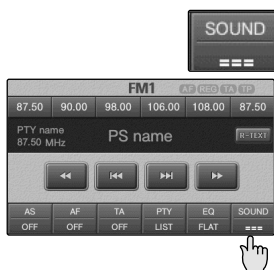 SOUND
FM1 AF REG TA TP
87.50 90.00 98.00 106.00 108.00 87.50
PTY name
87.50 MHz
PS name
R-TEXT
AS AF TA PTY EQ SOUND
OFF OFF OFF LIST FLAT